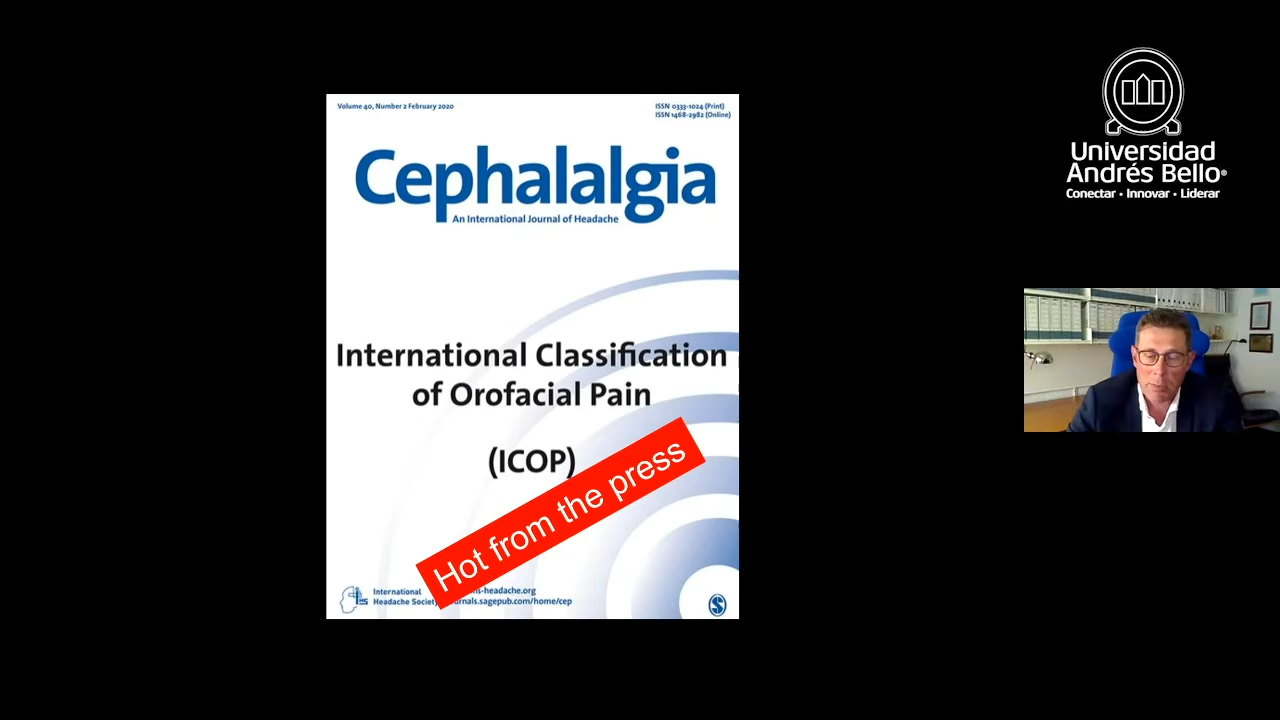 Volume 40, Number 2 February 2020
ISSN 0333-1024 (Print)
ISSN 1468-2982 (Online)
Cephalalgia
An International Journal of Headache
International Classification
of Orofacial Pain
(ICOP)
Hot from the press
International
Headache Society
s-headache.org
journals.sagepub.com/home/cep
Universidad
Andrés Bello®
Conectar • Innovar • Liderar